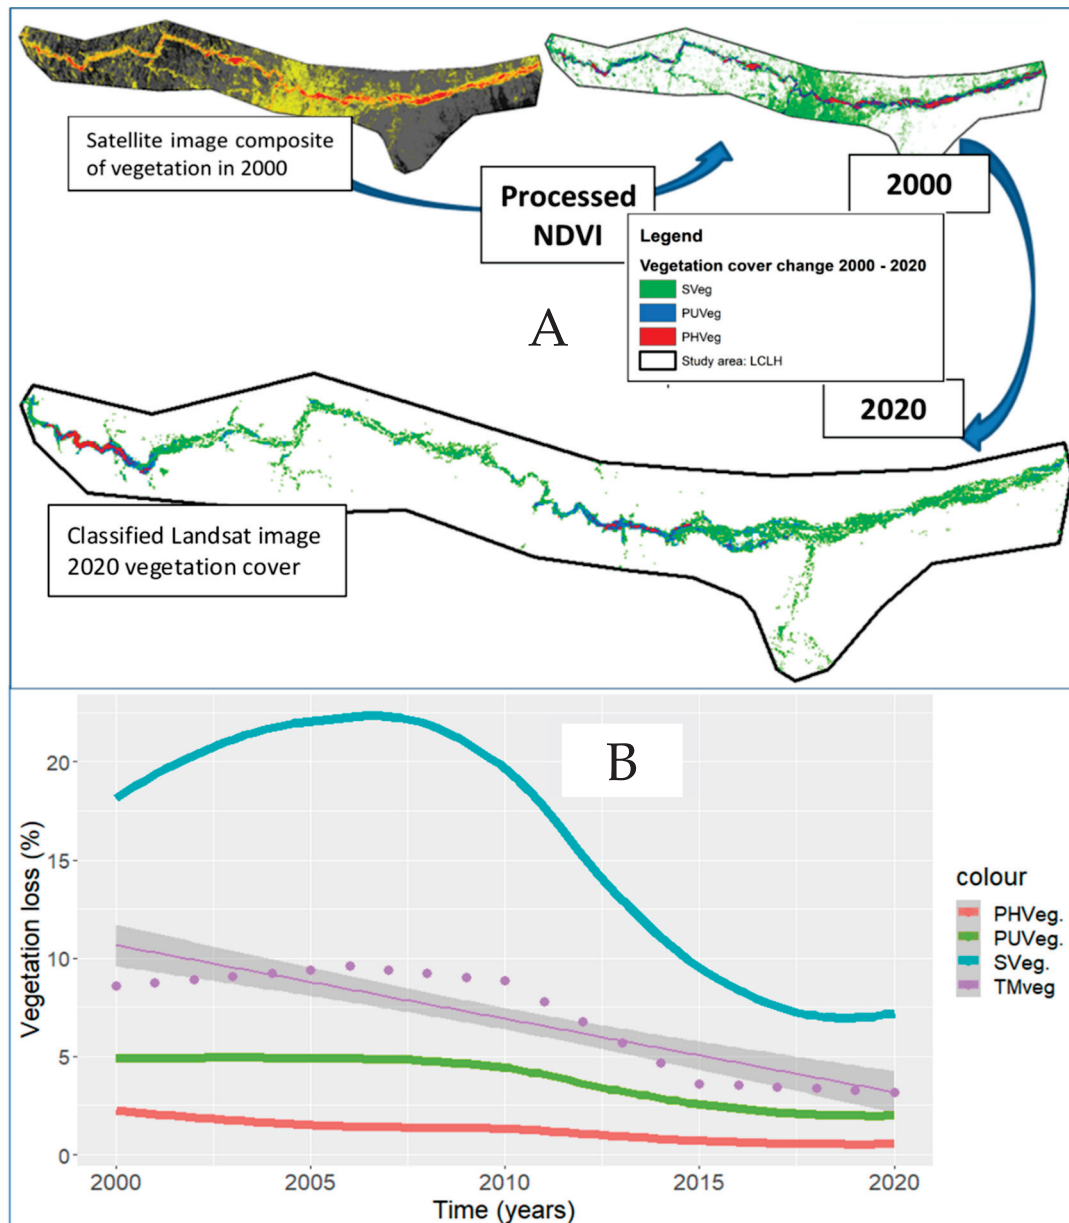 Satellite image composite
of vegetation in 2000
Processed
NDVI
2000
Legend
Vegetation cover change 2000 - 2020
SVeg
PUVeg
PHVeg
Study area: LCLH
A
2020
Classified Landsat image
2020 vegetation cover
B
Vegetation loss (%)
20
15
10
5
0
2000
2005
2010
2015
2020
Time (years)
colour
PHVeg.
PUVeg.
SVeg.
TMveg